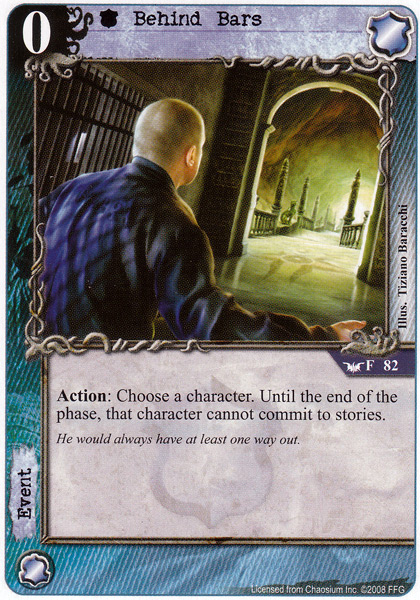 0
Behind Bars
Illus. Tiziano Baracchi
F 82
Action: Choose a character. Until the end of the
phase, that character cannot commit to stories.
He would always have at least one way out.
Event
Licensed from Chaosium Inc. ©2008 FFG